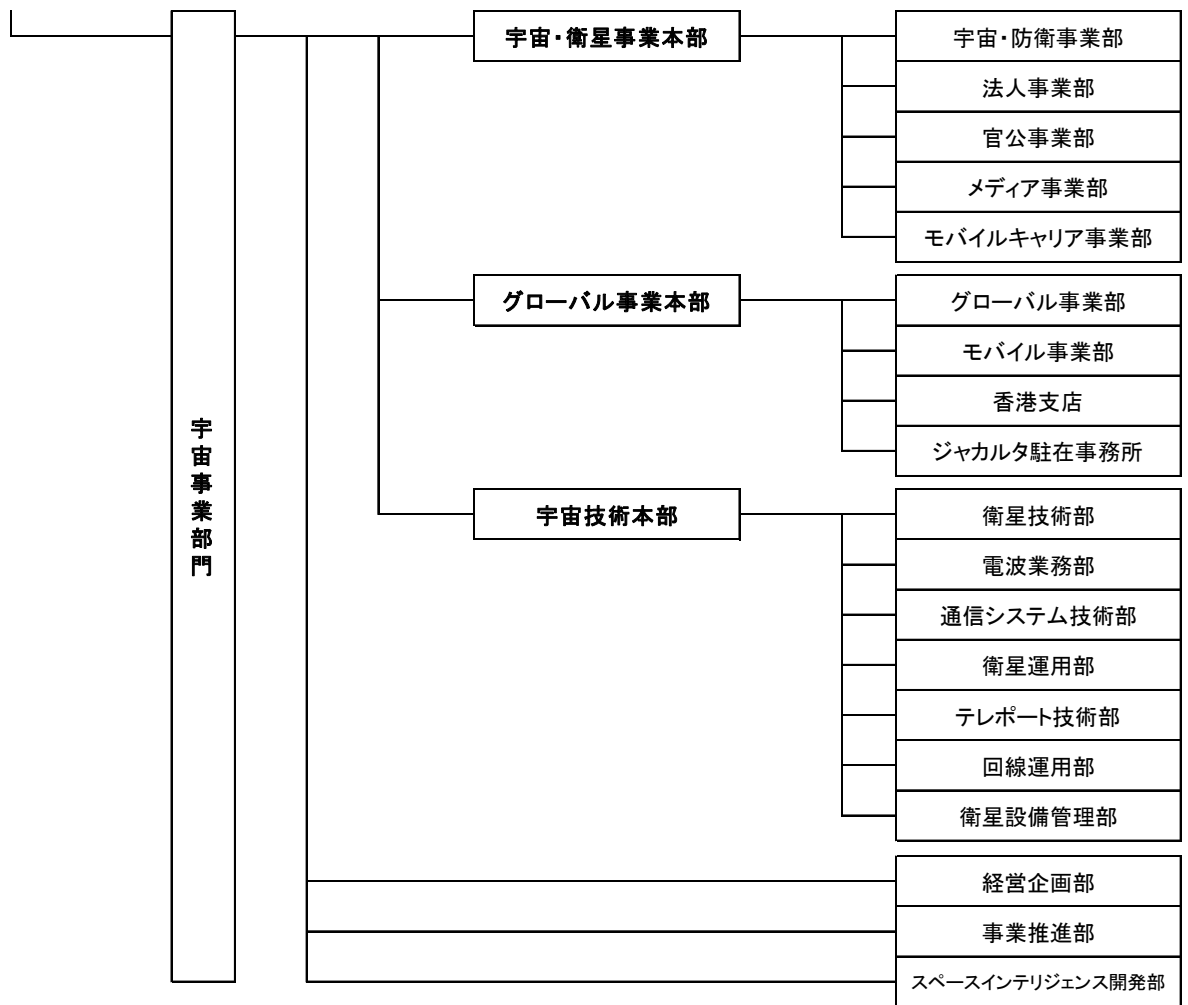 宇宙事業部門
宇宙・衛星事業本部
宇宙・防衛事業部
法人事業部
官公事業部
メディア事業部
モバイルキャリア事業部
グローバル事業本部
グローバル事業部
モバイル事業部
香港支店
ジャカルタ駐在事務所
宇宙技術本部
衛星技術部
電波業務部
通信システム技術部
衛星運用部
テレポート技術部
回線運用部
衛星設備管理部
経営企画部
事業推進部
スペースインテリジェンス開発部